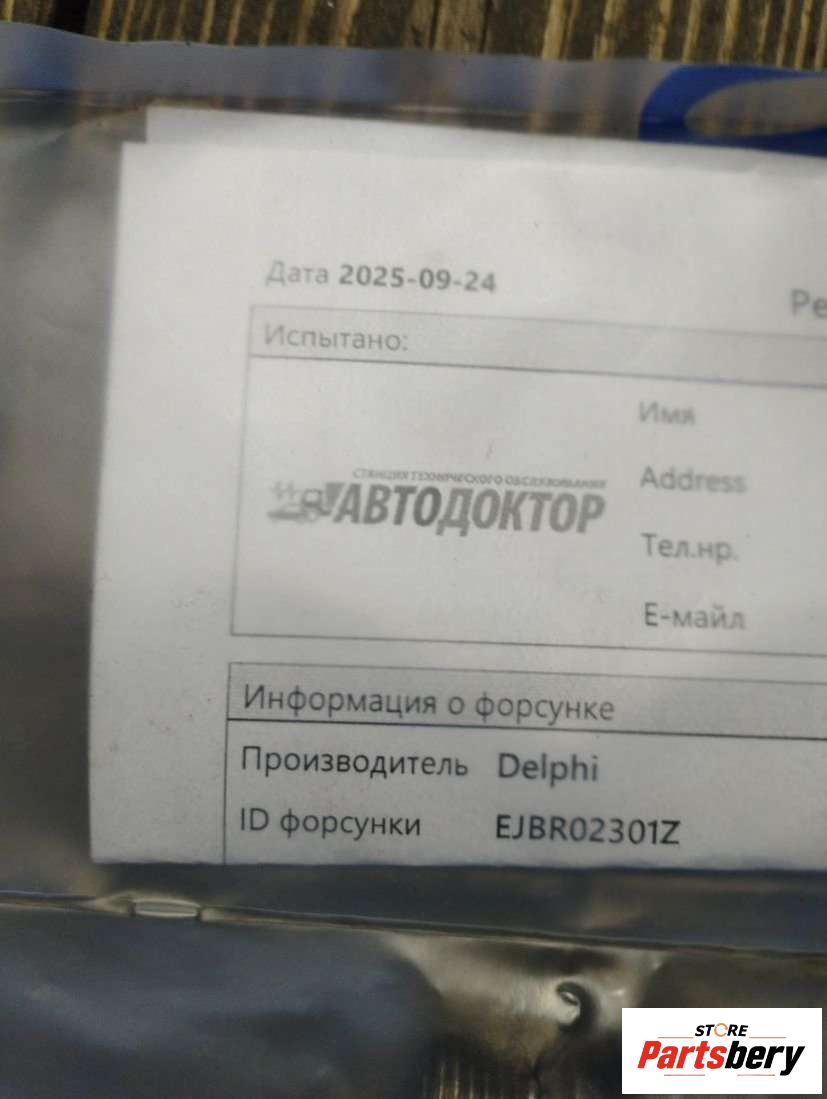 Дата 2025-09-24
Ре
Испытано:
Имя
СТАНЦИЯ ТЕХНИЧЕСКОГО ОБСЛУЖИВАНИЯ
Address
АВТОДОКТОР
Тел.нр.
Е-майл
Информация о форсунке
Производитель Delphi
ID форсунки EJBR02301Z
STORE
Partsbery